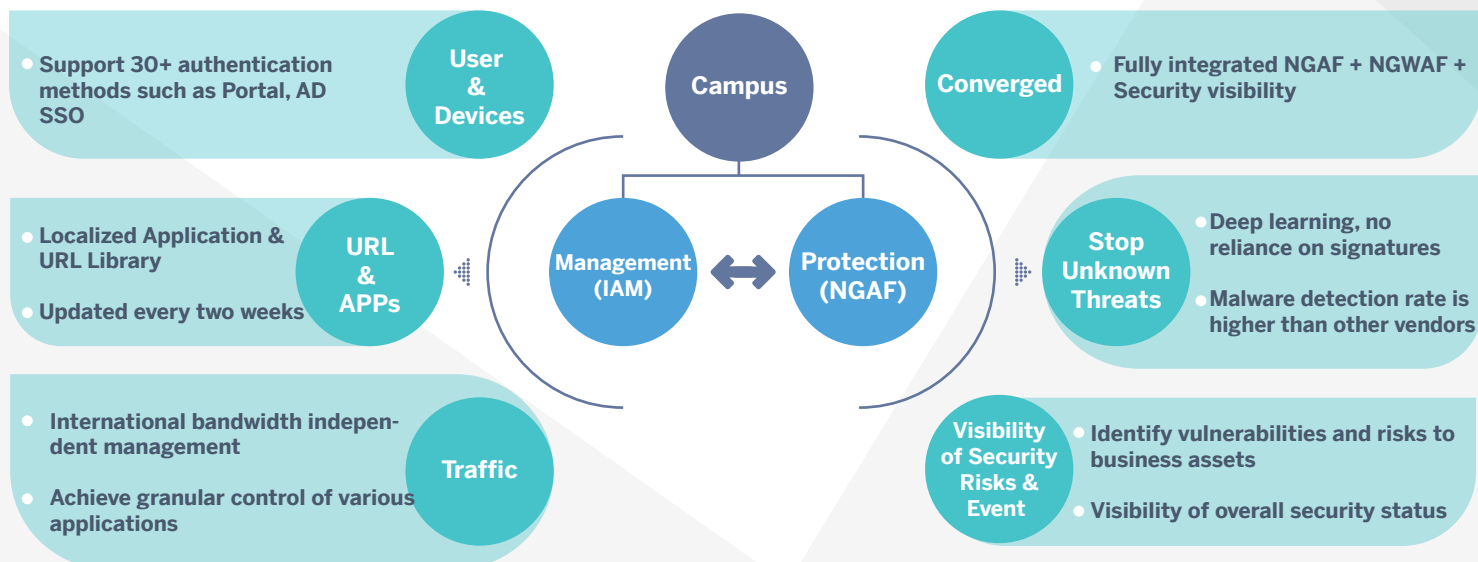 Support 30+ authentication
methods such as Portal, AD
SSO
User
&
Devices
Campus
Converged
Fully integrated NGAF + NGWAF +
Security visibility
Localized Application &
URL Library
Updated every two weeks
URL
&
APPs
Management
(IAM)
Protection
(NGAF)
Stop
Unknown
Threats
Deep learning, no
reliance on signatures
Malware detection rate is
higher than other vendors
International bandwidth indepen-
dent management
Achieve granular control of various
applications
Traffic
Visibility
of Security
Risks &
Event
Identify vulnerabilities and risks to
business assets
Visibility of overall security status